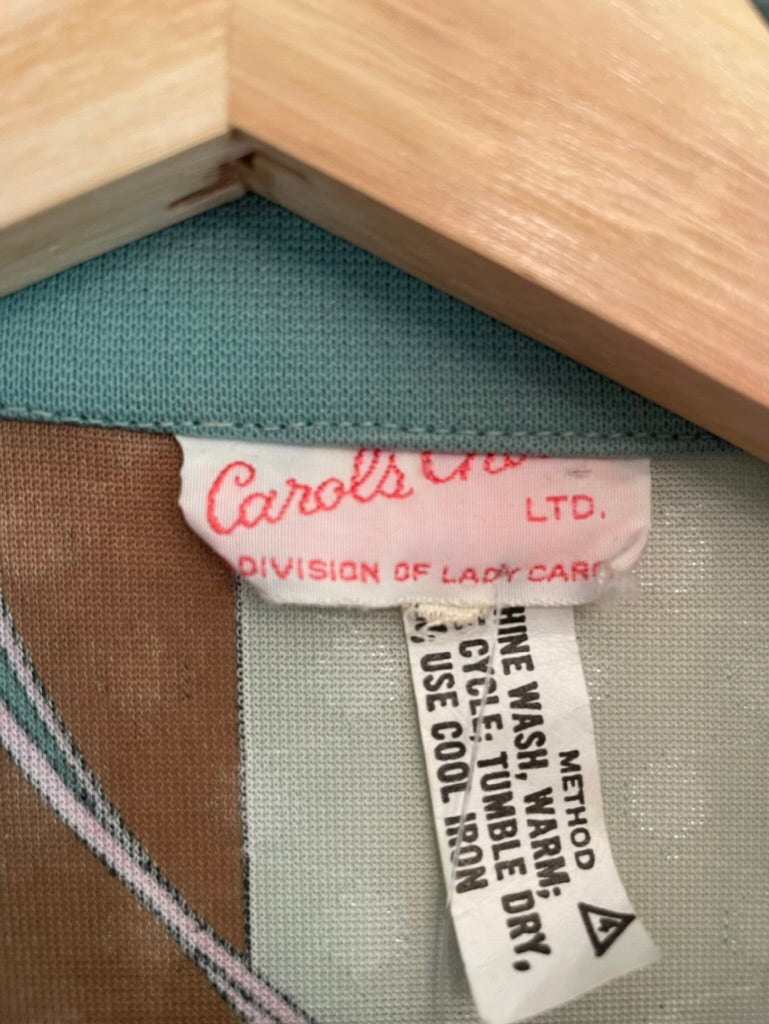 Carol's
LTD.
DIVISION OF LADY
METHOD 4
WASH, WARM;
CYCLE; TUMBLE DRY,
USE COOL IRON